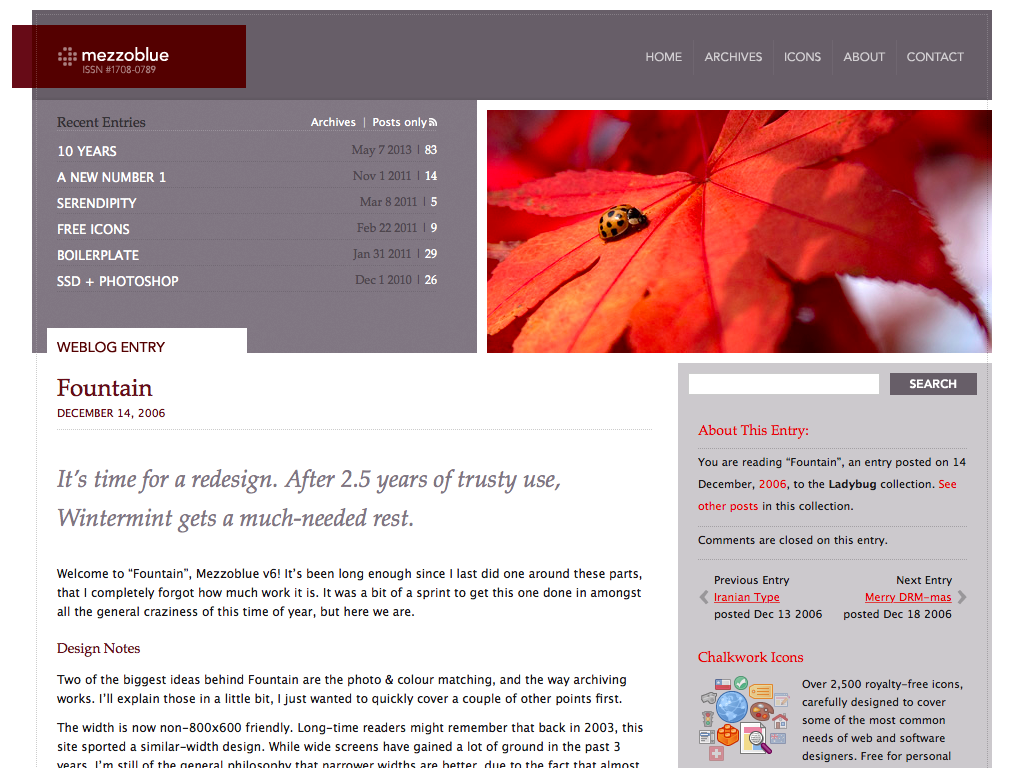 mezzoblue
ISSN #1708-0789
HOME ARCHIVES ICONS ABOUT CONTACT
Recent Entries Archives | Posts only
10 YEARS May 7 2013 | 83
A NEW NUMBER 1 Nov 1 2011 | 14
SERENDIPITY Mar 8 2011 | 5
FREE ICONS Feb 22 2011 | 9
BOILERPLATE Jan 31 2011 | 29
SSD + PHOTOSHOP Dec 1 2010 | 26
WEBLOG ENTRY
Fountain
DECEMBER 14, 2006
It’s time for a redesign. After 2.5 years of trusty use,
Wintermint gets a much-needed rest.
Welcome to “Fountain”, Mezzoblue v6! It’s been long enough since I last did one around these parts,
that I completely forgot how much work it is. It was a bit of a sprint to get this one done in amongst
all the general craziness of this time of year, but here we are.
Design Notes
Two of the biggest ideas behind Fountain are the photo & colour matching, and the way archiving
works. I’ll explain those in a little bit, I just wanted to quickly cover a couple of other points first.
The width is now non-800x600 friendly. Long-time readers might remember that back in 2003, this
site sported a similar-width design. While wide screens have gained a lot of ground in the past 3
years, I’m still of the general philosophy that narrower widths are better, due to the fact that almost
SEARCH
About This Entry:
You are reading “Fountain”, an entry posted on 14
December, 2006, to the Ladybug collection. See
other posts in this collection.
Comments are closed on this entry.
Previous Entry
Iranian Type
posted Dec 13 2006
Next Entry
Merry DRM-mas
posted Dec 18 2006
Chalkwork Icons
Over 2,500 royalty-free icons,
carefully designed to cover
some of the most common
needs of web and software
designers. Free for personal